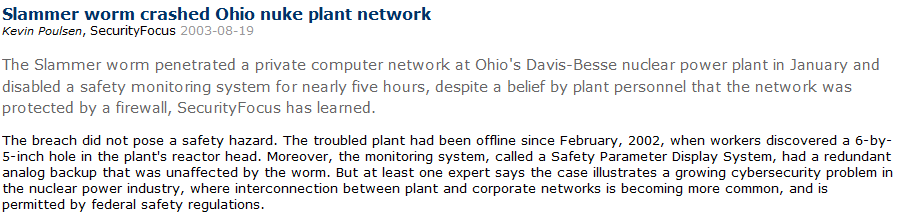 Slammer worm crashed Ohio nuke plant network
Kevin Poulsen, SecurityFocus 2003-08-19
The Slammer worm penetrated a private computer network at Ohio's Davis-Besse nuclear power plant in January and
disabled a safety monitoring system for nearly five hours, despite a belief by plant personnel that the network was
protected by a firewall, SecurityFocus has learned.
The breach did not pose a safety hazard. The troubled plant had been offline since February, 2002, when workers discovered a 6-by-
5-inch hole in the plant's reactor head. Moreover, the monitoring system, called a Safety Parameter Display System, had a redundant
analog backup that was unaffected by the worm. But at least one expert says the case illustrates a growing cybersecurity problem in
the nuclear power industry, where interconnection between plant and corporate networks is becoming more common, and is
permitted by federal safety regulations.